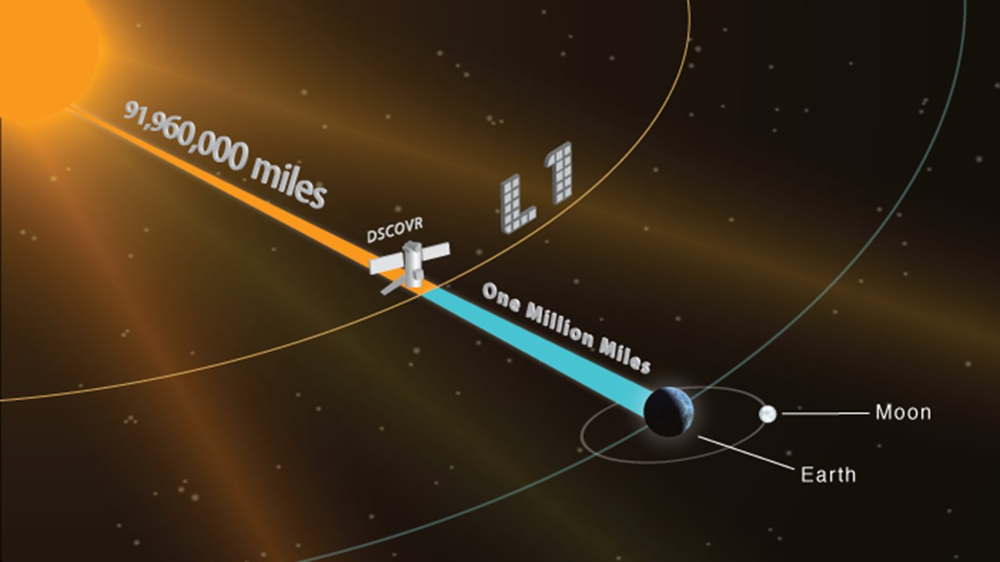 91,960,000 miles
DSCOVR
L1
One Million Miles
Moon
Earth